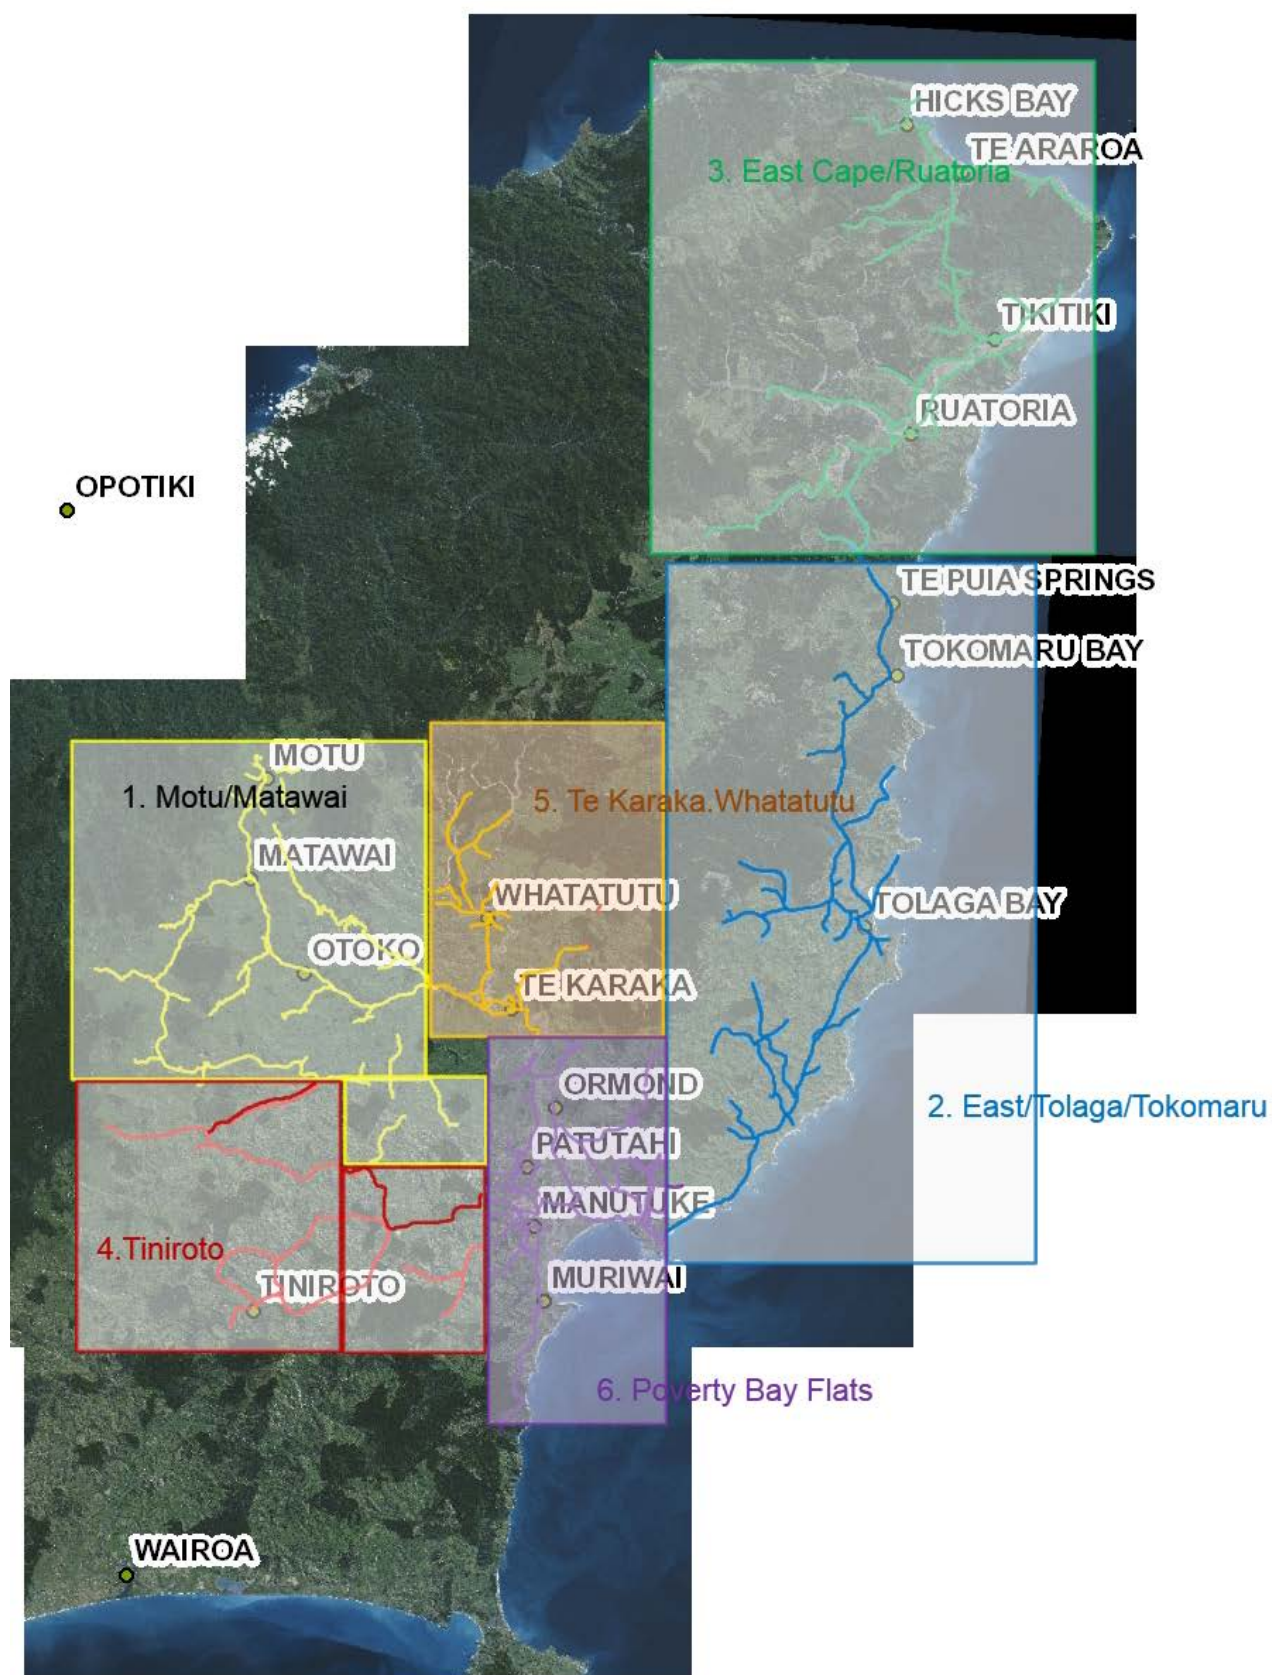 HICKS BAY
TE ARAROA
3. East Cape/Ruatoria
TIKITIKI
RUATORIA
OPOTIKI
TE PUIA SPRINGS
TOKOMARU BAY
MOTU
1. Motu/Matawai
5. Te Karaka.Whatatutu
MATAWAI
WHATATUTU
TOLAGA BAY
OTOKO
TE KARAKA
ORMOND
2. East/Tolaga/Tokomaru
PATUTAHI
MANUTUKE
4.Tiniroto
TINIROTO
MURIWAI
6. Poverty Bay Flats
WAIROA